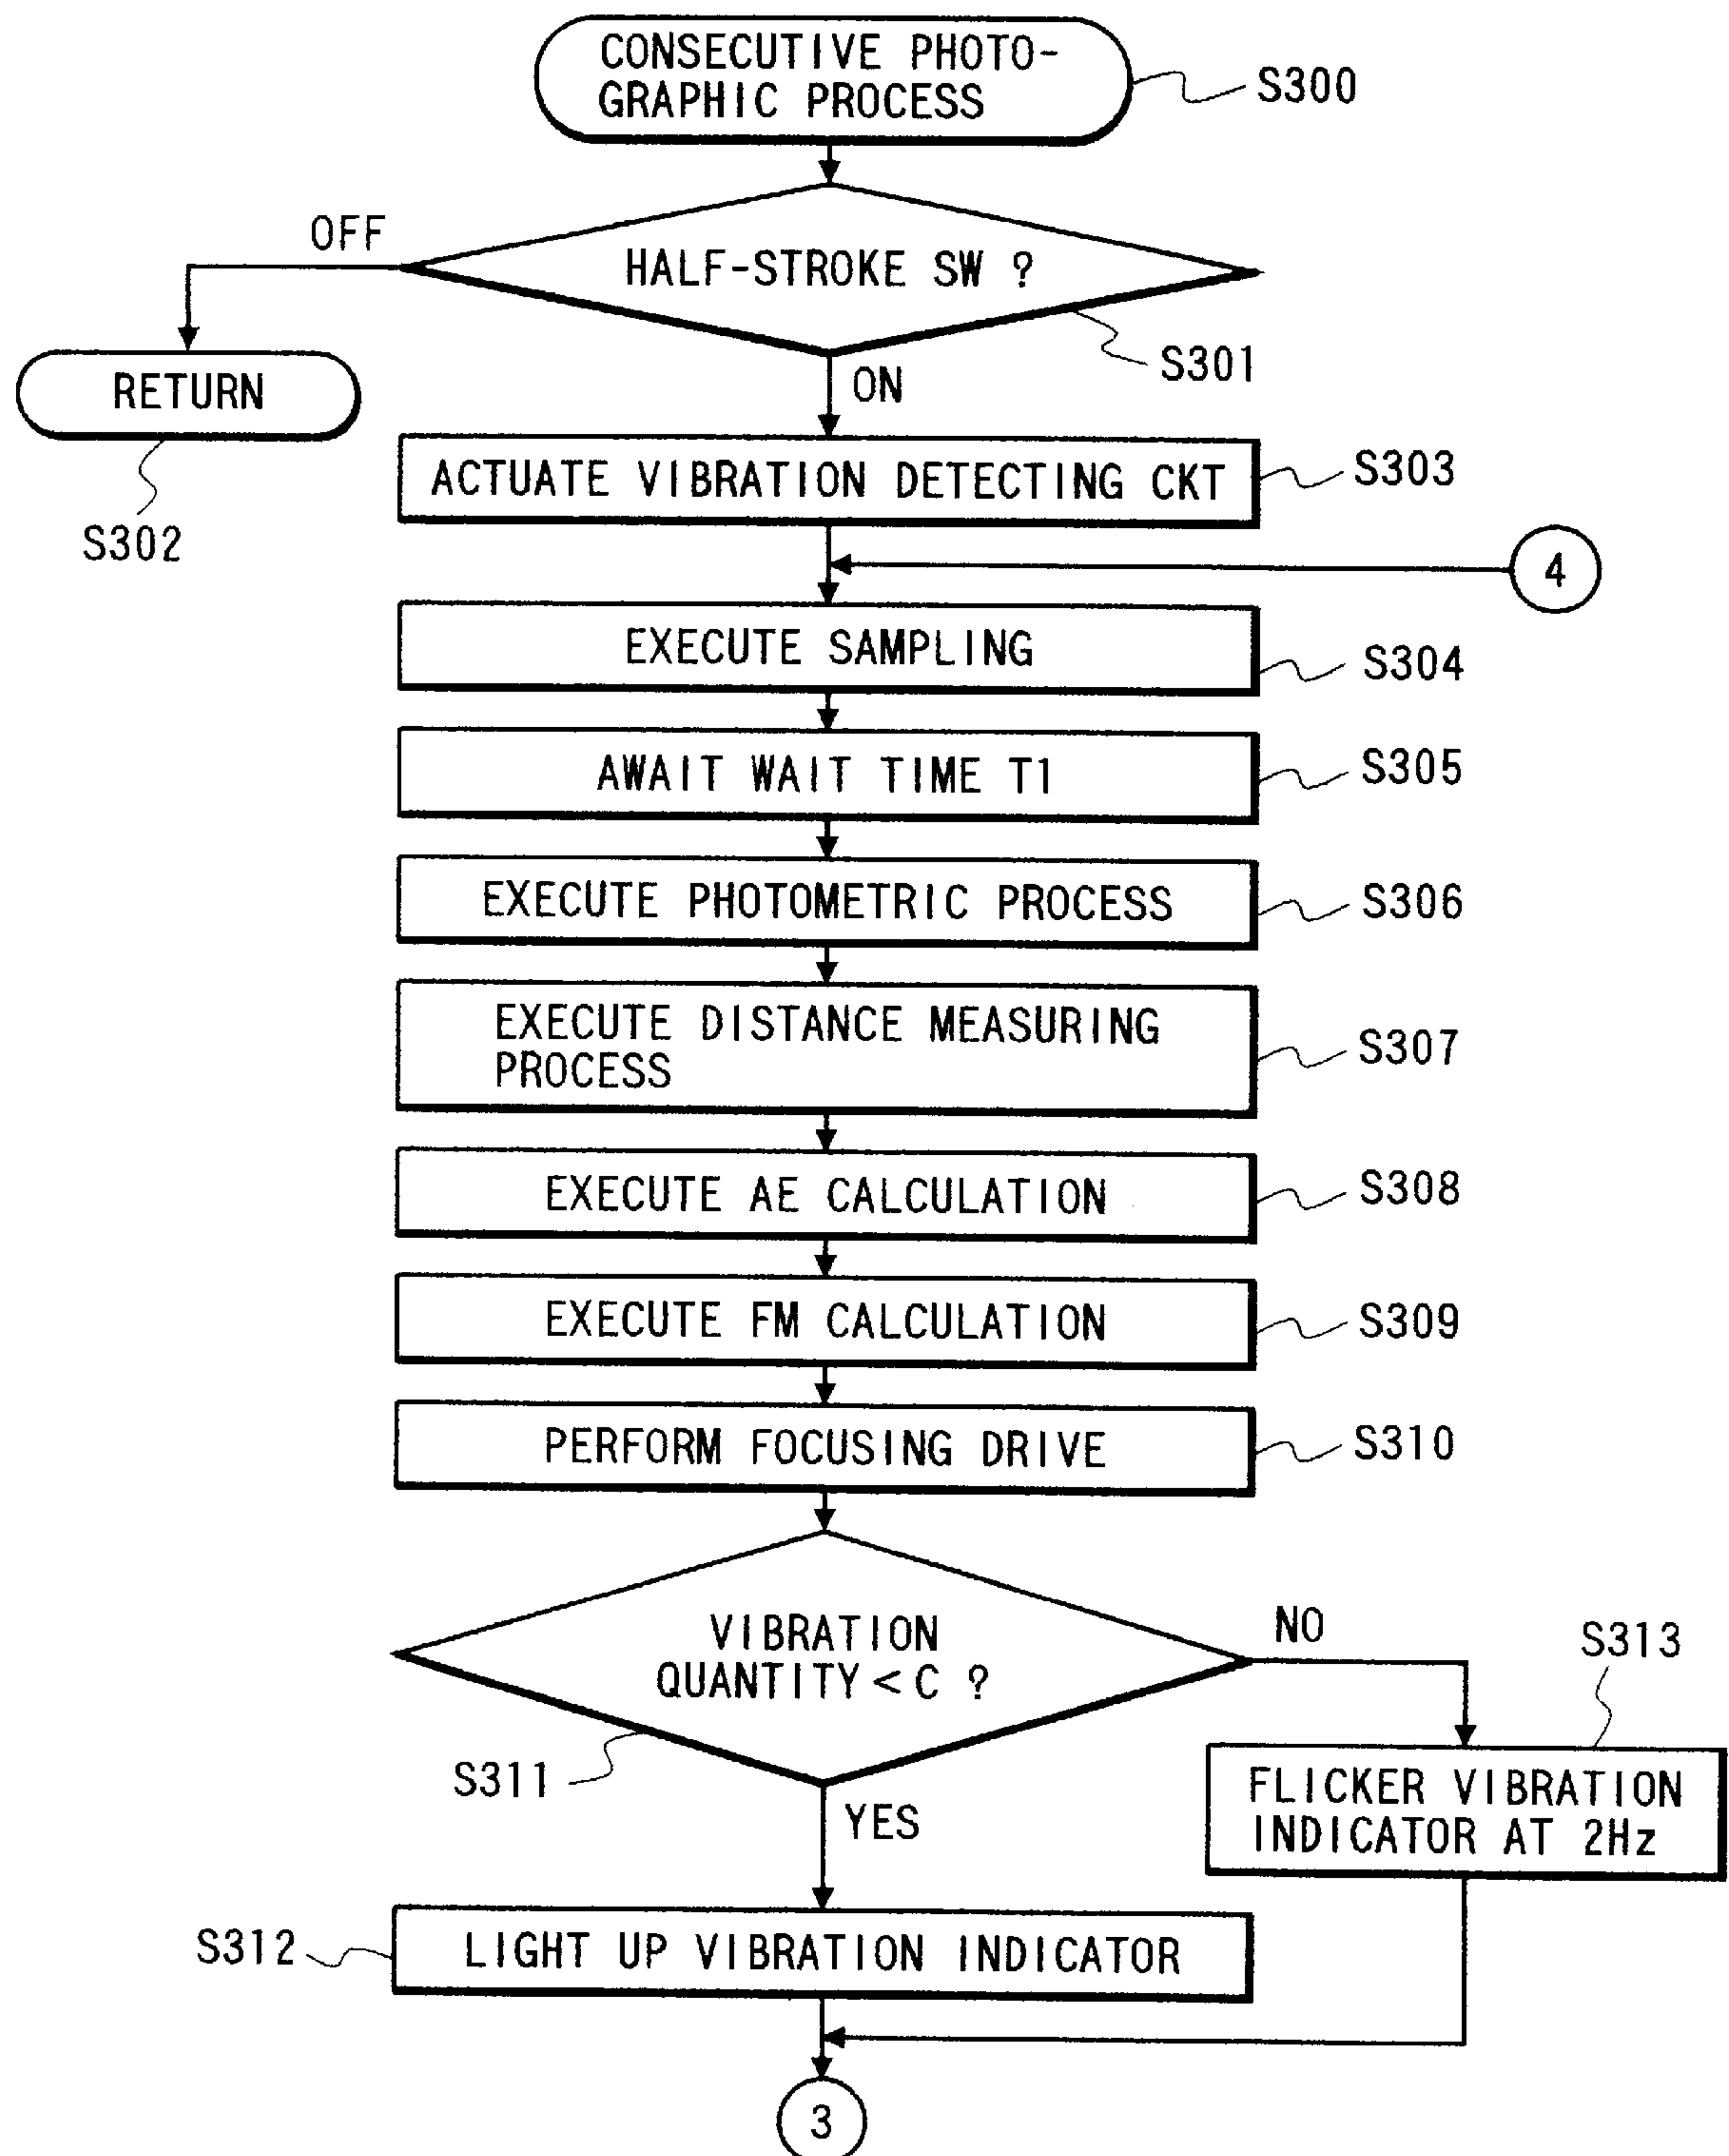 CONSECUTIVE PHOTO-
GRAPHIC PROCESS
S300
OFF
HALF-STROKE SW ?
S301
ON
RETURN
S302
ACTUATE VIBRATION DETECTING CKT
S303
4
EXECUTE SAMPLING
S304
AWAIT WAIT TIME T1
S305
EXECUTE PHOTOMETRIC PROCESS
S306
EXECUTE DISTANCE MEASURING
PROCESS
S307
EXECUTE AE CALCULATION
S308
EXECUTE FM CALCULATION
S309
PERFORM FOCUSING DRIVE
S310
VIBRATION
QUANTITY < C ?
NO
S313
S311
YES
FLICKER VIBRATION
INDICATOR AT 2Hz
S312
LIGHT UP VIBRATION INDICATOR
3